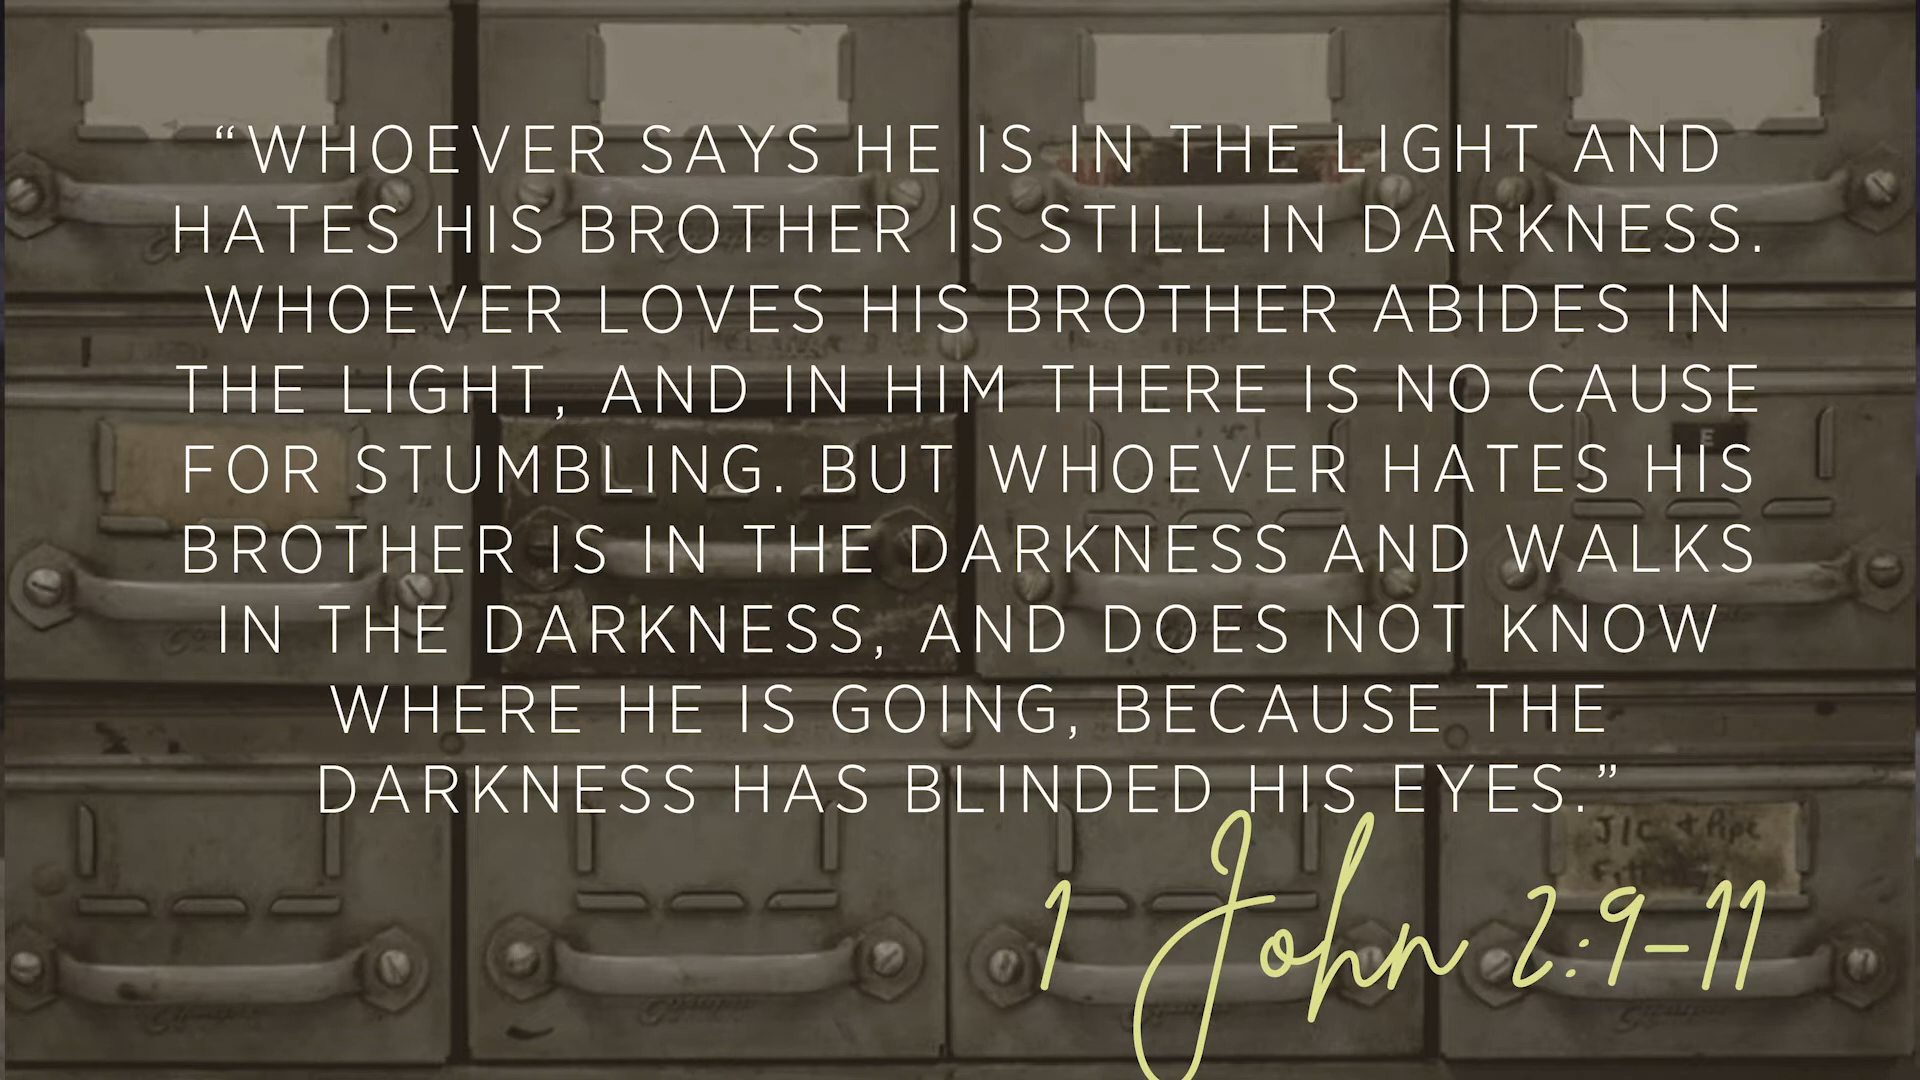 “WHOEVER SAYS HE IS IN THE LIGHT AND
HATES HIS BROTHER IS STILL IN DARKNESS.
WHOEVER LOVES HIS BROTHER ABIDES IN
THE LIGHT, AND IN HIM THERE IS NO CAUSE
FOR STUMBLING. BUT WHOEVER HATES HIS
BROTHER IS IN THE DARKNESS AND WALKS
IN THE DARKNESS, AND DOES NOT KNOW
WHERE HE IS GOING, BECAUSE THE
DARKNESS HAS BLINDED HIS EYES.”
1 John 2:9-11
E
J/C & Pipe